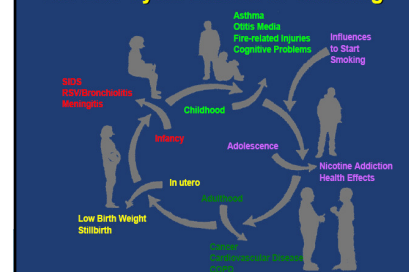 Asthma
Otitis Media
Fire-related Injuries
Cognitive Problems
Influences
to Start
Smoking
SIDS
RSV/Bronchiolitis
Meningitis
Childhood
Infancy
Adolescence
Nicotine Addiction
Health Effects
In utero
Adulthood
Low Birth Weight
Stillbirth
Cancer
Cardiovascular Disease
COPD